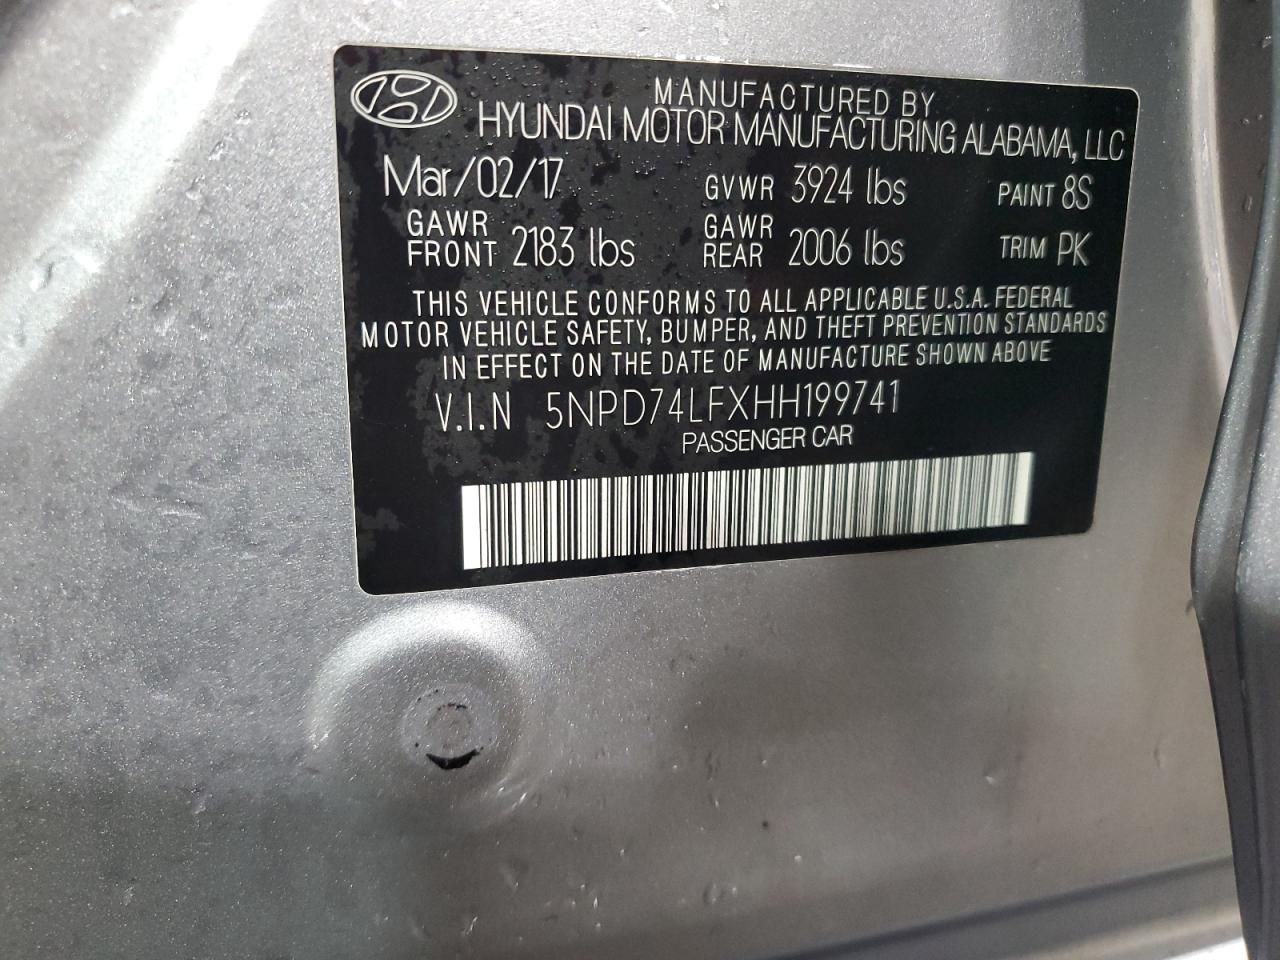 MANUFACTURED BY
HYUNDAI MOTOR MANUFACTURING ALABAMA, LLC
Mar/02/17 GVWR 3924 lbs PAINT 8S
GAWR FRONT 2183 lbs GAWR REAR 2006 lbs TRIM PK
THIS VEHICLE CONFORMS TO ALL APPLICABLE U.S.A. FEDERAL
MOTOR VEHICLE SAFETY, BUMPER, AND THEFT PREVENTION STANDARDS
IN EFFECT ON THE DATE OF MANUFACTURE SHOWN ABOVE
V.I.N 5NPD74LFXHH199741
PASSENGER CAR